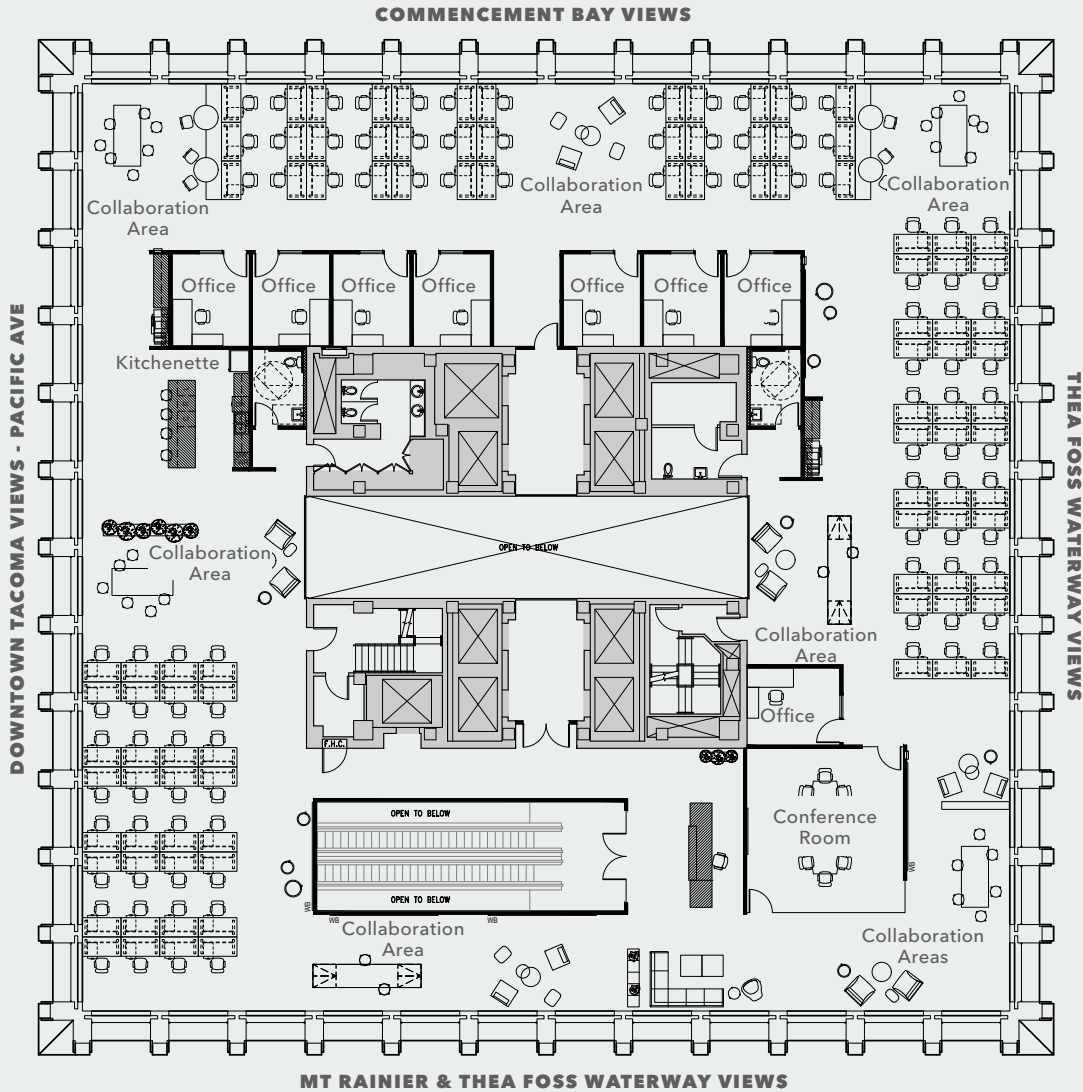 COMMENCEMENT BAY VIEWS
Collaboration
Area
Collaboration
Area
Collaboration
Area
Office
Office
Office
Office
Office
Office
Office
Kitchenette
DOWNTOWN TACOMA VIEWS - PACIFIC AVE
THEA FOSS WATERWAY VIEWS
OPEN TO BELOW
Collaboration
Area
Collaboration
Area
Office
F.H.C.
OPEN TO BELOW
Conference
Room
WB
OPEN TO BELOW
WB
WB
WB
Collaboration
Area
Collaboration
Areas
MT RAINIER & THEA FOSS WATERWAY VIEWS